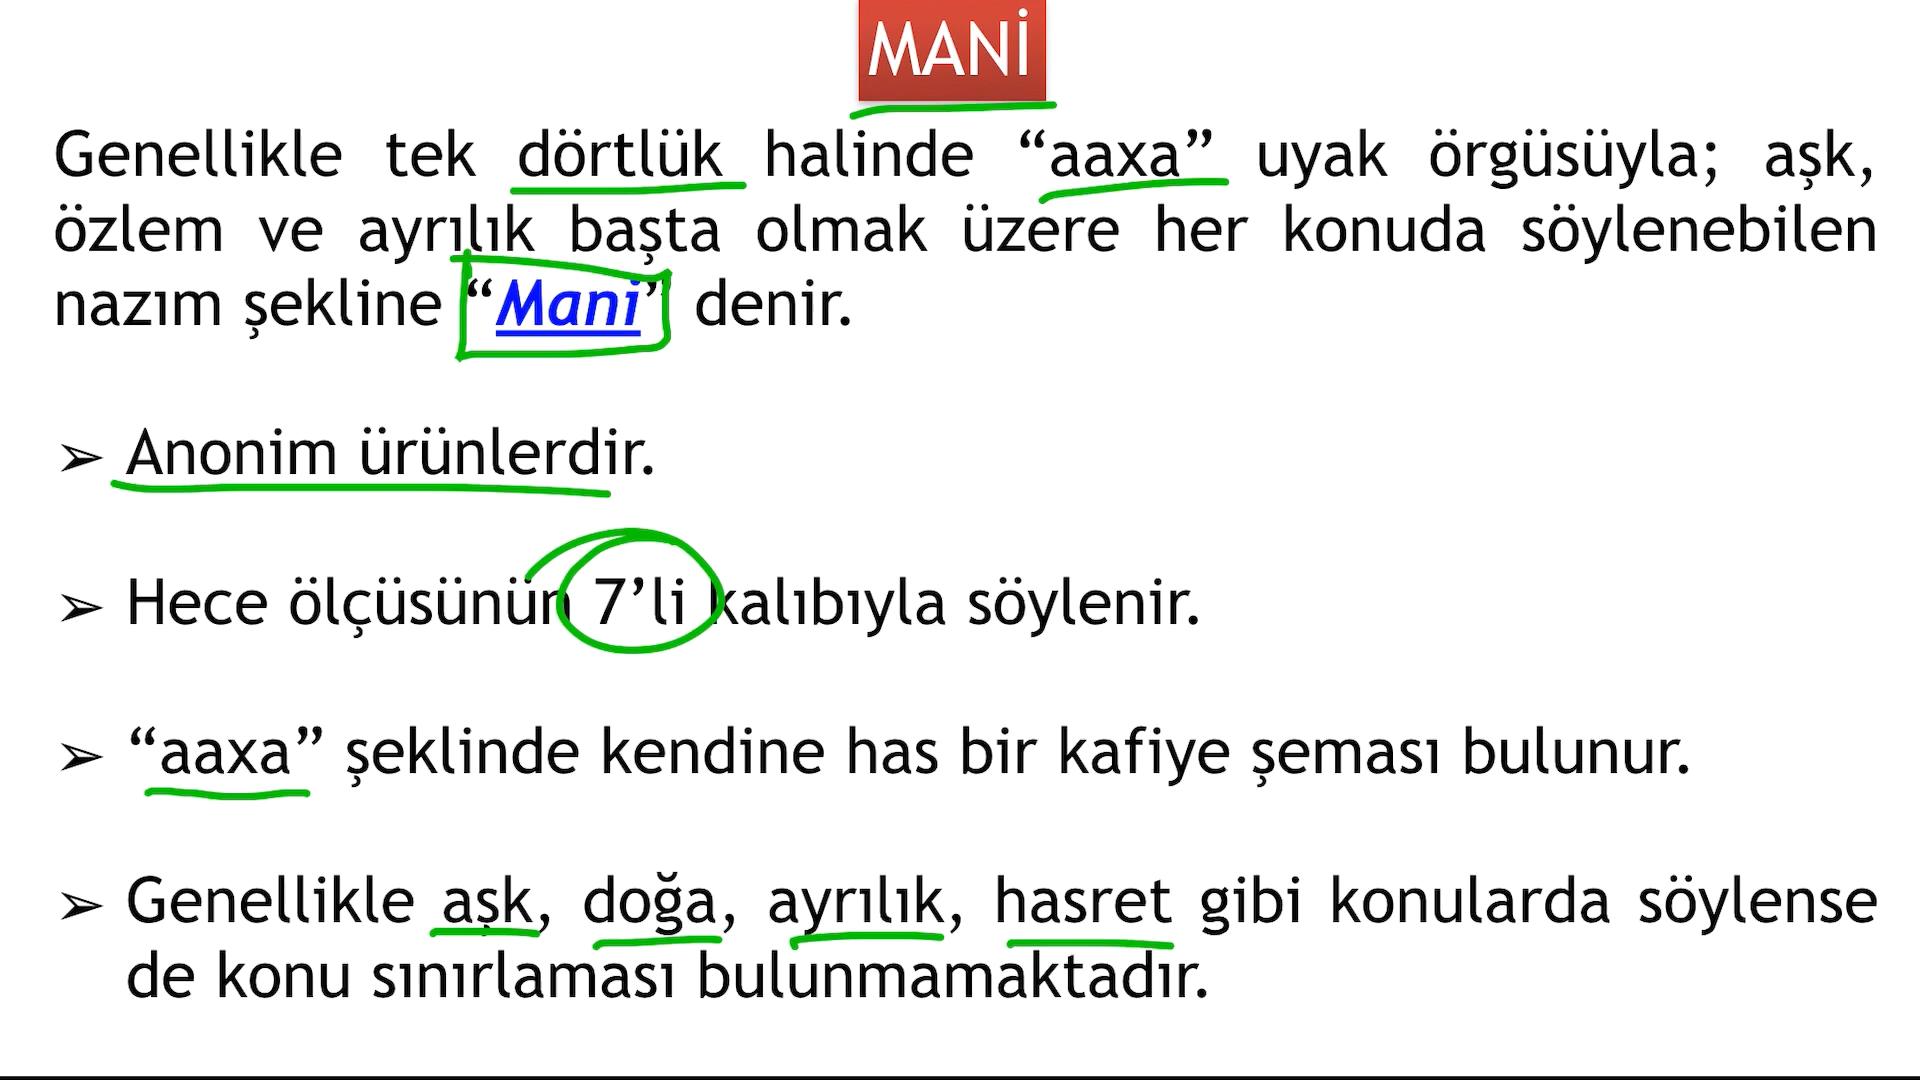 MANİ
Genellikle tek dörtlük halinde “aaxa” uyak örgüsüyla; aşk,
özlem ve ayrılık başta olmak üzere her konuda söylenebilen
nazım şekline “Mani” denir.
➢ Anonim ürünlerdir.
➢ Hece ölçüsünün 7’li kalıbıyla söylenir.
➢ “aaxa” şeklinde kendine has bir kafiye şeması bulunur.
➢ Genellikle aşk, doğa, ayrılık, hasret gibi konularda söylense
de konu sınırlaması bulunmamaktadır.